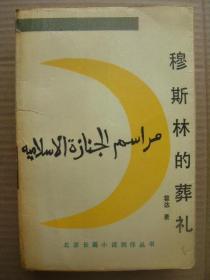 穆斯林的葬礼
مراسم الجنازة الاسلامية
霍达 著
北京长篇小说创作丛书